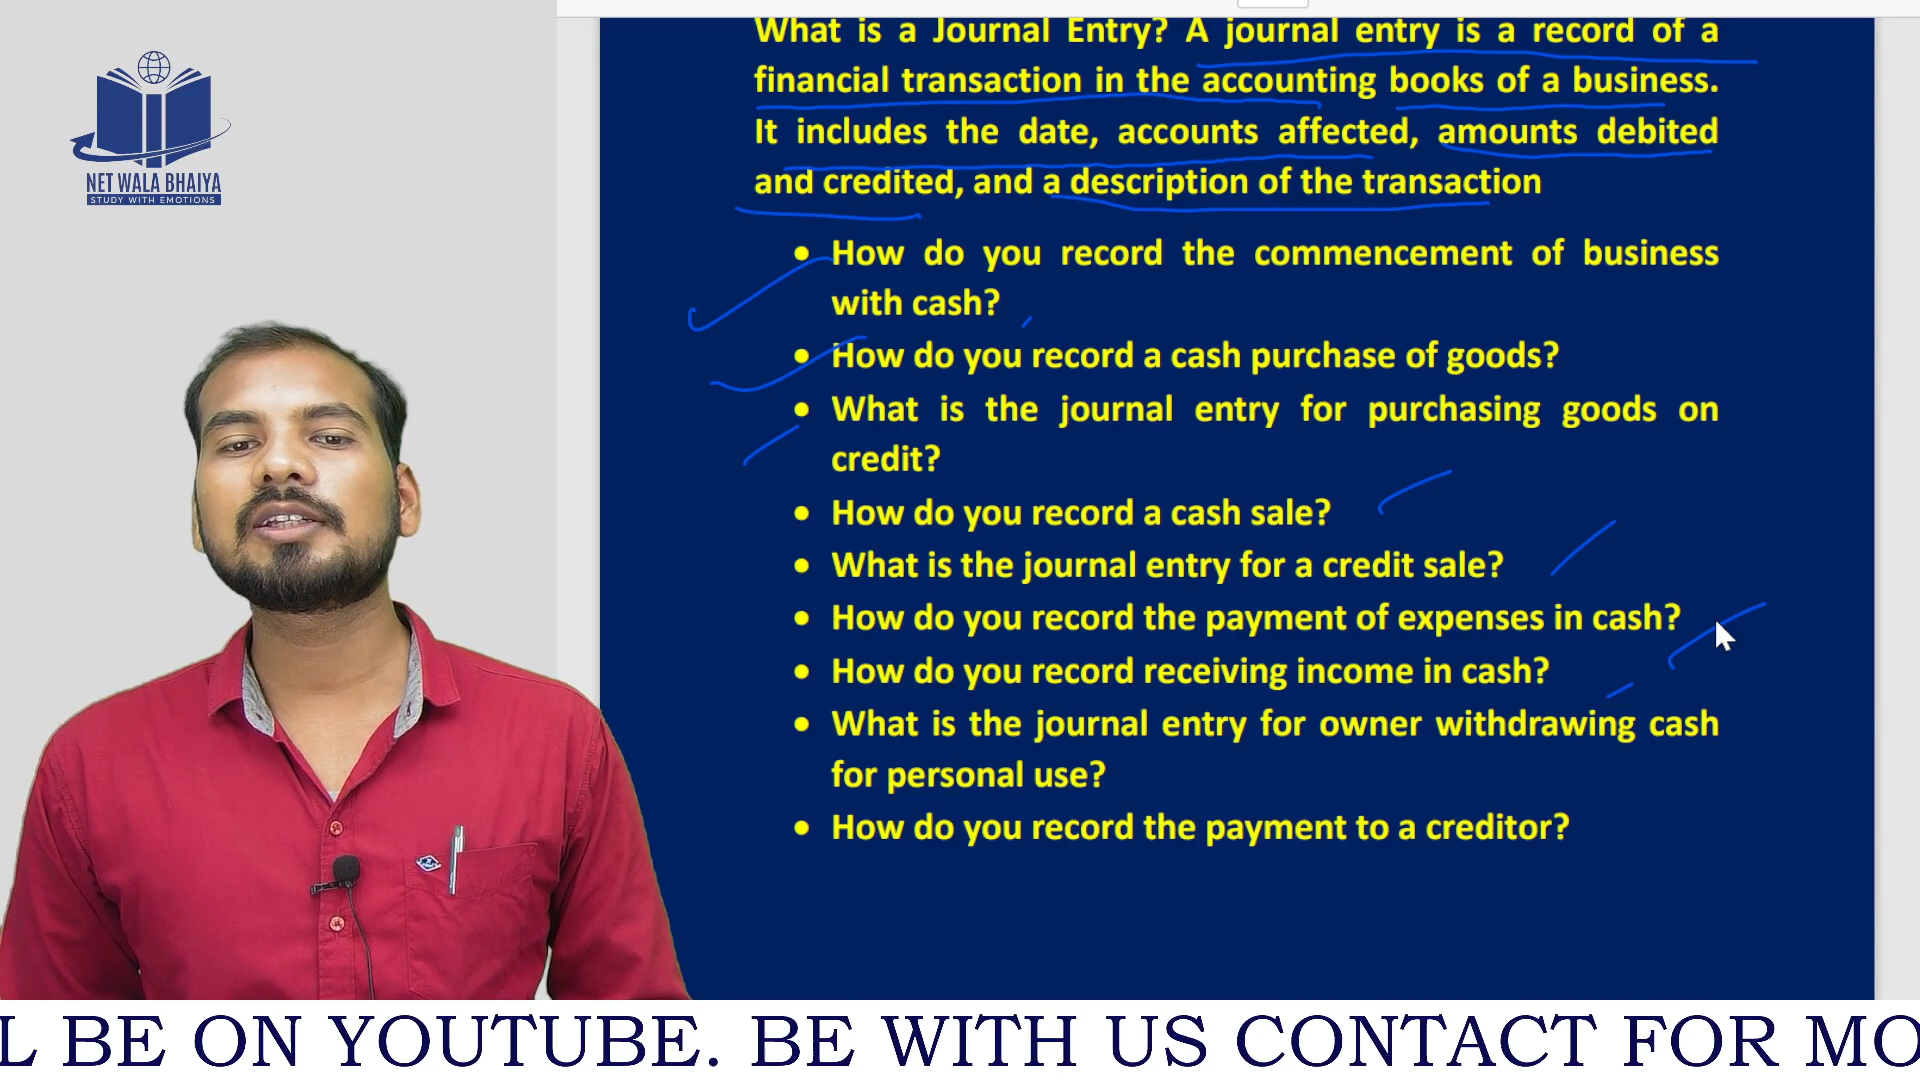 What is a Journal Entry? A journal entry is a record of a
financial transaction in the accounting books of a business.
It includes the date, accounts affected, amounts debited
and credited, and a description of the transaction
• How do you record the commencement of business
with cash?
• How do you record a cash purchase of goods?
• What is the journal entry for purchasing goods on
credit?
• How do you record a cash sale?
• What is the journal entry for a credit sale?
• How do you record the payment of expenses in cash?
• How do you record receiving income in cash?
• What is the journal entry for owner withdrawing cash
for personal use?
• How do you record the payment to a creditor?
NET WALA BHAIYA
STUDY WITH EMOTIONS
L BE ON YOUTUBE. BE WITH US CONTACT FOR MO